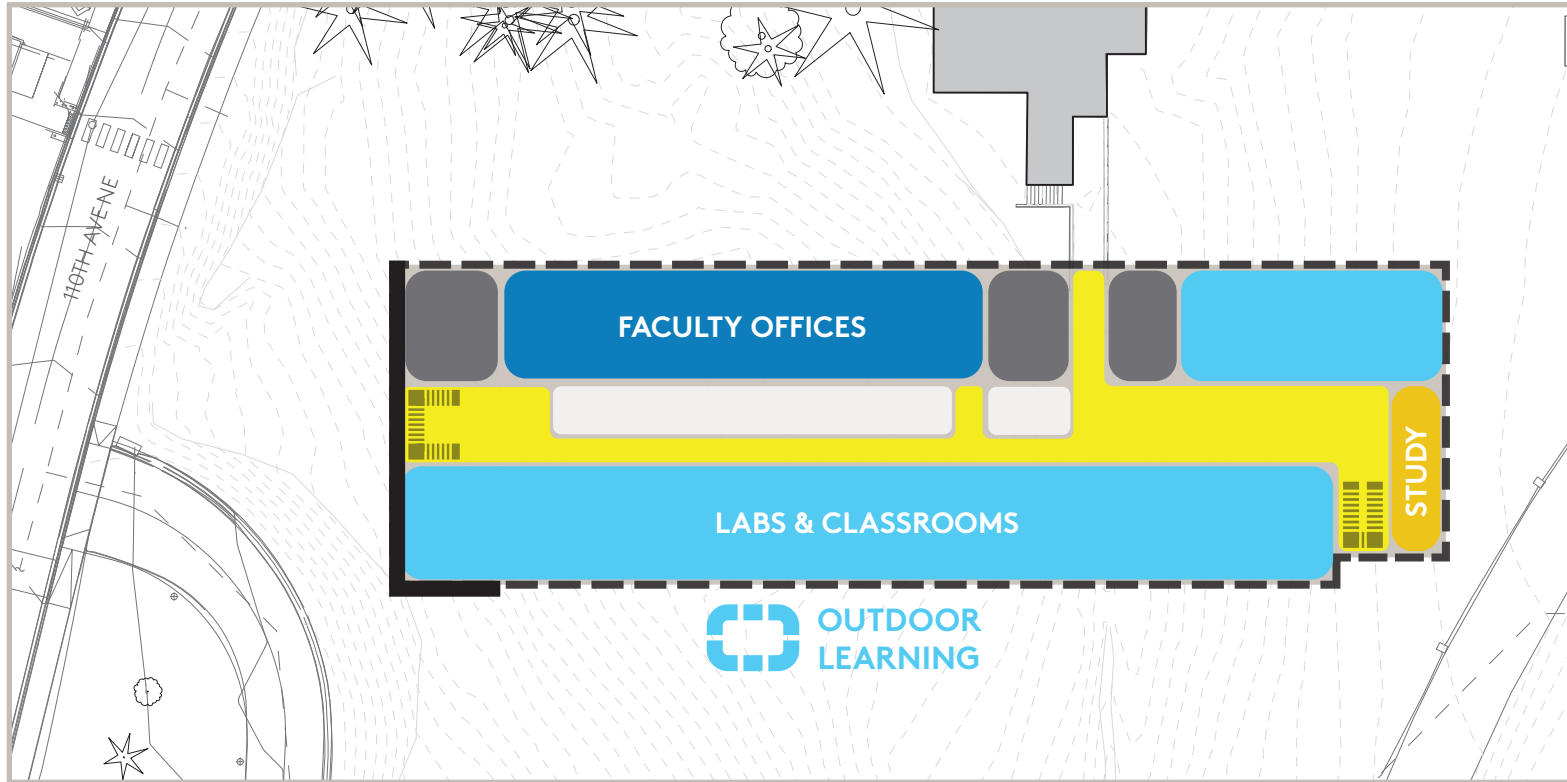 110TH AVE NE
FACULTY OFFICES
STUDY
LABS & CLASSROOMS
OUTDOOR
LEARNING